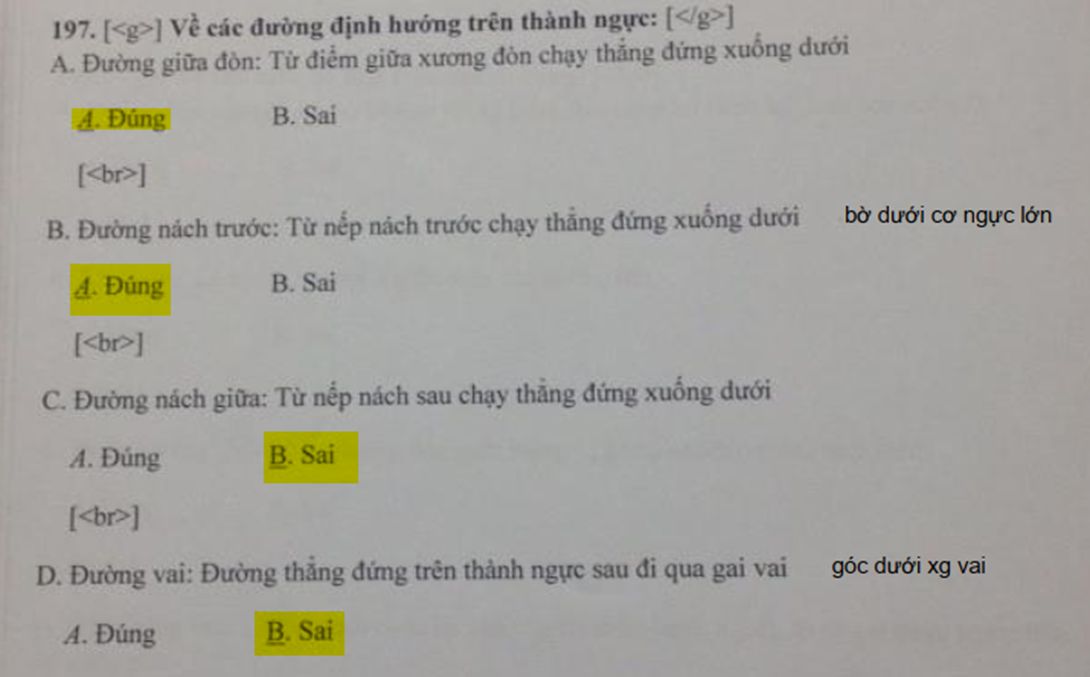 197. [<g>] Về các đường định hướng trên thành ngực: [</g>]
A. Đường giữa đòn: Từ điểm giữa xương đòn chạy thẳng đứng xuống dưới
A. Đúng B. Sai
[<br>]
B. Đường nách trước: Từ nếp nách trước chạy thẳng đứng xuống dưới bờ dưới cơ ngực lớn
A. Đúng B. Sai
[<br>]
C. Đường nách giữa: Từ nếp nách sau chạy thẳng đứng xuống dưới
A. Đúng B. Sai
[<br>]
D. Đường vai: Đường thẳng đứng trên thành ngực sau đi qua gai vai góc dưới xg vai
A. Đúng B. Sai